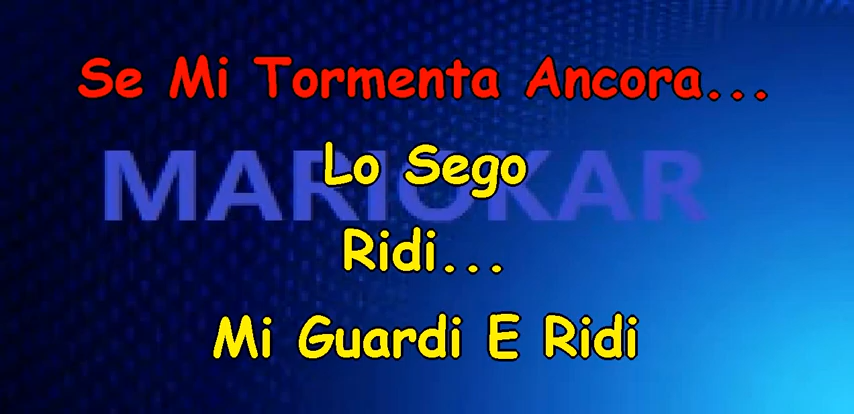 Se Mi Tormenta Ancora...
MARIOKAR
Lo Sego
Ridi...
Mi Guardi E Ridi